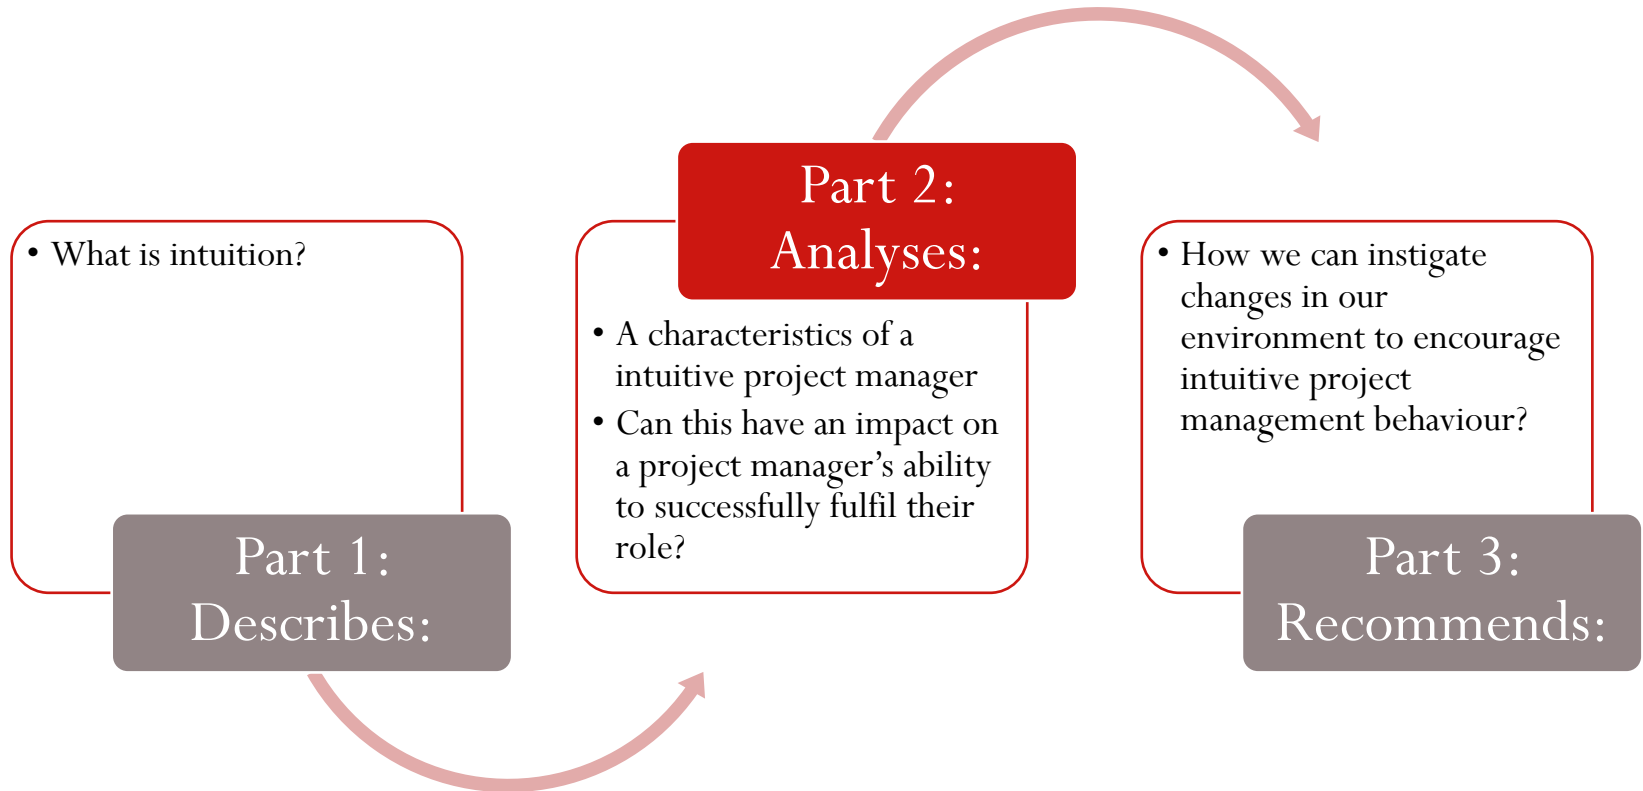 • What is intuition?
Part 1:
Describes:
Part 2:
Analyses:
• A characteristics of a
intuitive project manager
• Can this have an impact on
a project manager’s ability
to successfully fulfil their
role?
• How we can instigate
changes in our
environment to encourage
intuitive project
management behaviour?
Part 3:
Recommends: